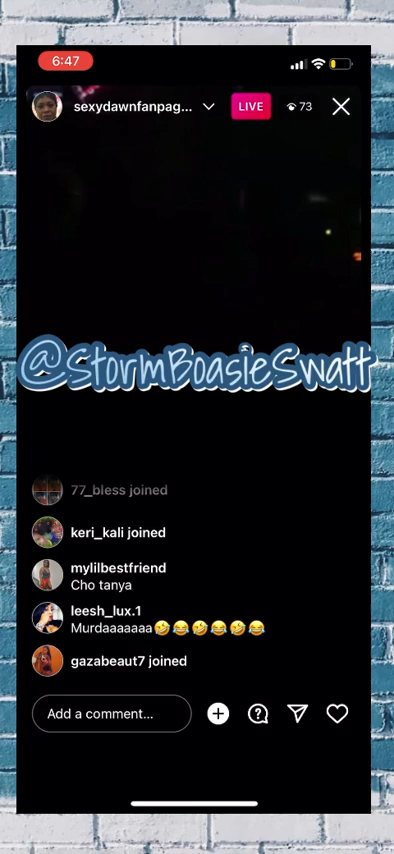 6:47
sexydawnfanpag...
LIVE
73
@StormBoasieSwatt
77_bless joined
keri_kali joined
mylilbestfriend
Cho tanya
leesh_lux.1
Murdaaaaaaa🤣😂🤣😂🤣😂
gazabeaut7 joined
Add a comment...